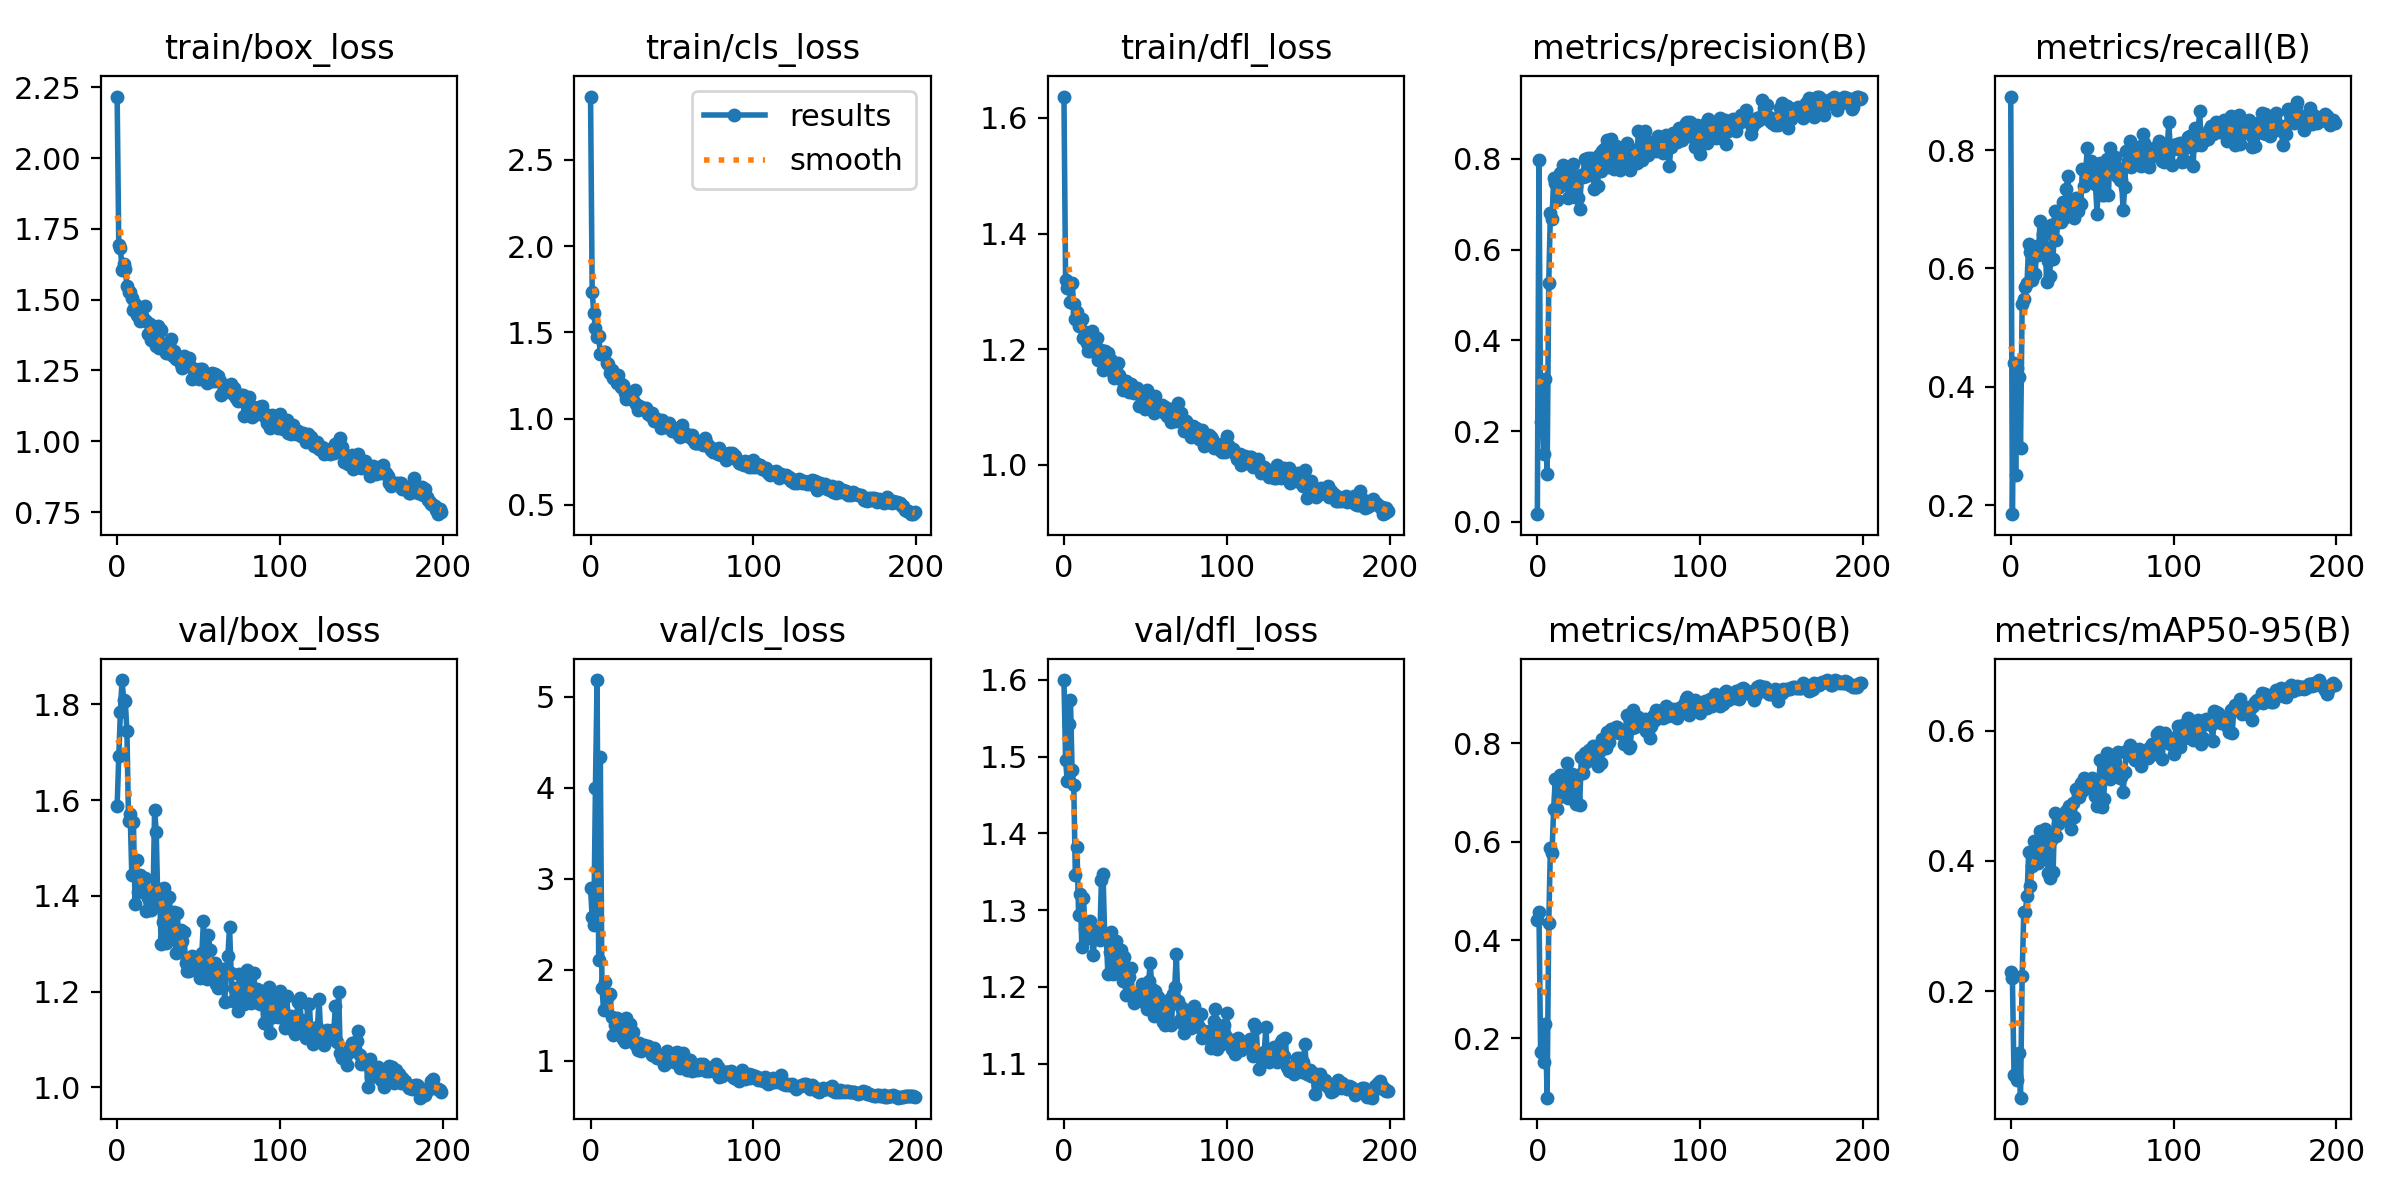 train/box_loss
2.25
2.00
1.75
1.50
1.25
1.00
0.75
0 100 200
train/cls_loss
results
smooth
2.5
2.0
1.5
1.0
0.5
0 100 200
train/dfl_loss
1.6
1.4
1.2
1.0
0 100 200
metrics/precision(B)
0.8
0.6
0.4
0.2
0.0
0 100 200
metrics/recall(B)
0.8
0.6
0.4
0.2
0 100 200
val/box_loss
1.8
1.6
1.4
1.2
1.0
0 100 200
val/cls_loss
5
4
3
2
1
0 100 200
val/dfl_loss
1.6
1.5
1.4
1.3
1.2
1.1
0 100 200
metrics/mAP50(B)
0.8
0.6
0.4
0.2
0 100 200
metrics/mAP50-95(B)
0.6
0.4
0.2
0 100 200